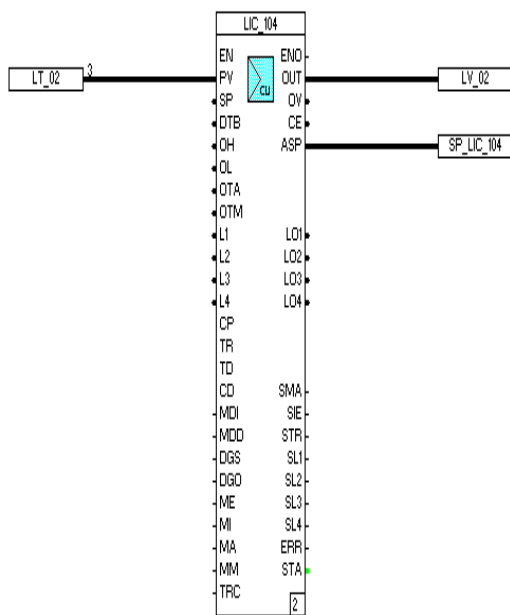 LIC_104
EN ENO
LT_02 3 PV CU OUT LV_02
SP OV
DTB CE
OH ASP SP_LIC_104
OL
OTA
OTM
L1 LO1
L2 LO2
L3 LO3
L4 LO4
CP
TR
TD
CD SMA
MDI SIE
MDD STR
DGS SL1
DGO SL2
ME SL3
MI SL4
MA ERR
MM STA
TRC 2